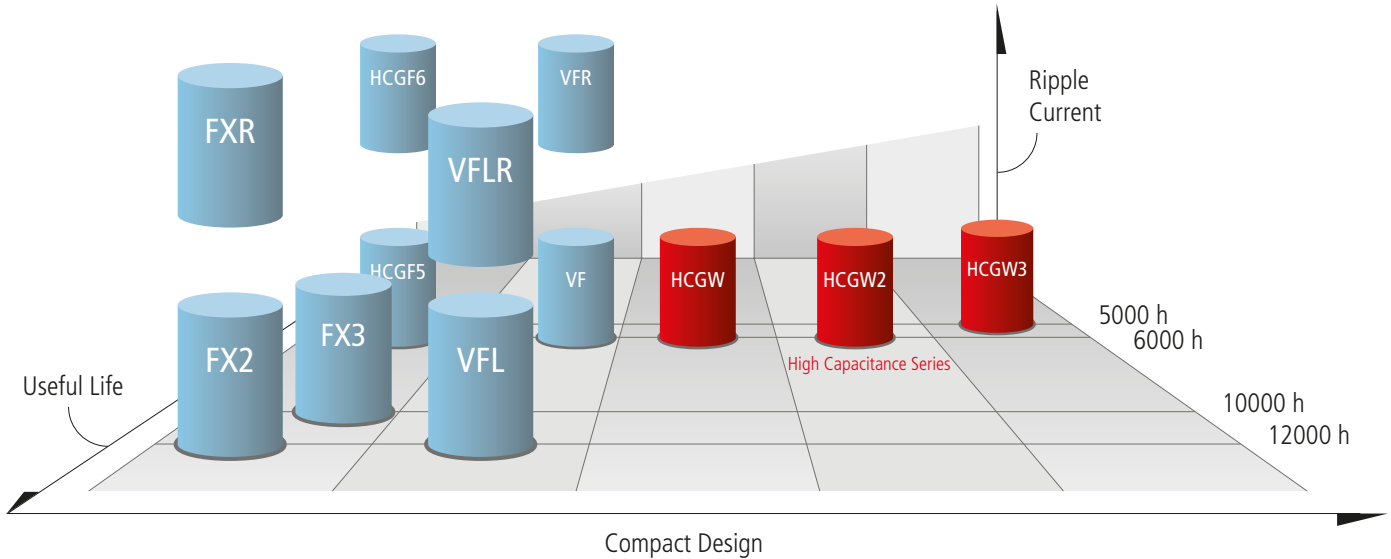 HCGF6
VFR
FXR
Ripple
Current
VFLR
HCGF5
VF
HCGW
HCGW2
HCGW3
5000 h
6000 h
FX2
FX3
VFL
High Capacitance Series
Useful Life
10000 h
12000 h
Compact Design